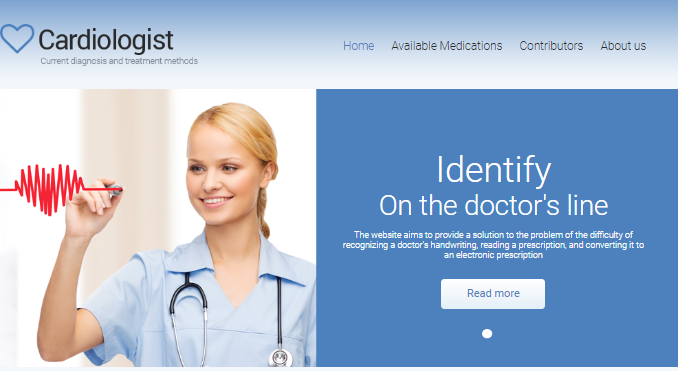 Cardiologist
Current diagnosis and treatment methods
Home Available Medications Contributors About us
Identify
On the doctor's line
The website aims to provide a solution to the problem of the difficulty of
recognizing a doctor's handwriting, reading a prescription, and converting it to
an electronic prescription
Read more